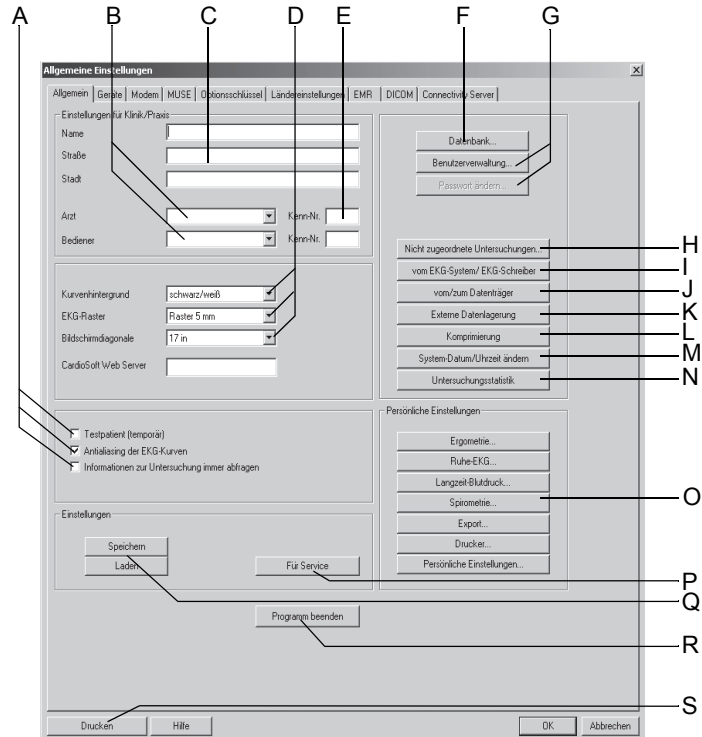 A B C D E F G
Allgemeine Einstellungen
Allgemein Geräte Modem MUSE Optionsschlüssel Ländereinstellungen EMR DICOM Connectivity Server
Einstellungen für Klinik/Praxis
Name
Straße
Stadt
Arzt Kenn-Nr.
Bediener Kenn-Nr.
Datenbank...
Benutzerverwaltung...
Passwort ändern...
Nicht zugeordnete Untersuchungen... H
vom EKG-System/ EKG-Schreiber I
vom/zum Datenträger J
Externe Datenlagerung K
Komprimierung L
System-Datum/Uhrzeit ändern M
Untersuchungsstatistik N
Kurvenhintergrund schwarz/weiß
EKG-Raster Raster 5 mm
Bildschirmdiagonale 17 in
CardioSoft Web Server
Testpatient (temporär)
Antialiasing der EKG-Kurven
Informationen zur Untersuchung immer abfragen
Persönliche Einstellungen
Ergometrie...
Ruhe-EKG...
Langzeit-Blutdruck...
Spirometrie... O
Export...
Drucker...
Persönliche Einstellungen...
Einstellungen
Speichern
Laden Für Service P
Q
Programm beenden R
S
Drucken Hilfe OK Abbrechen